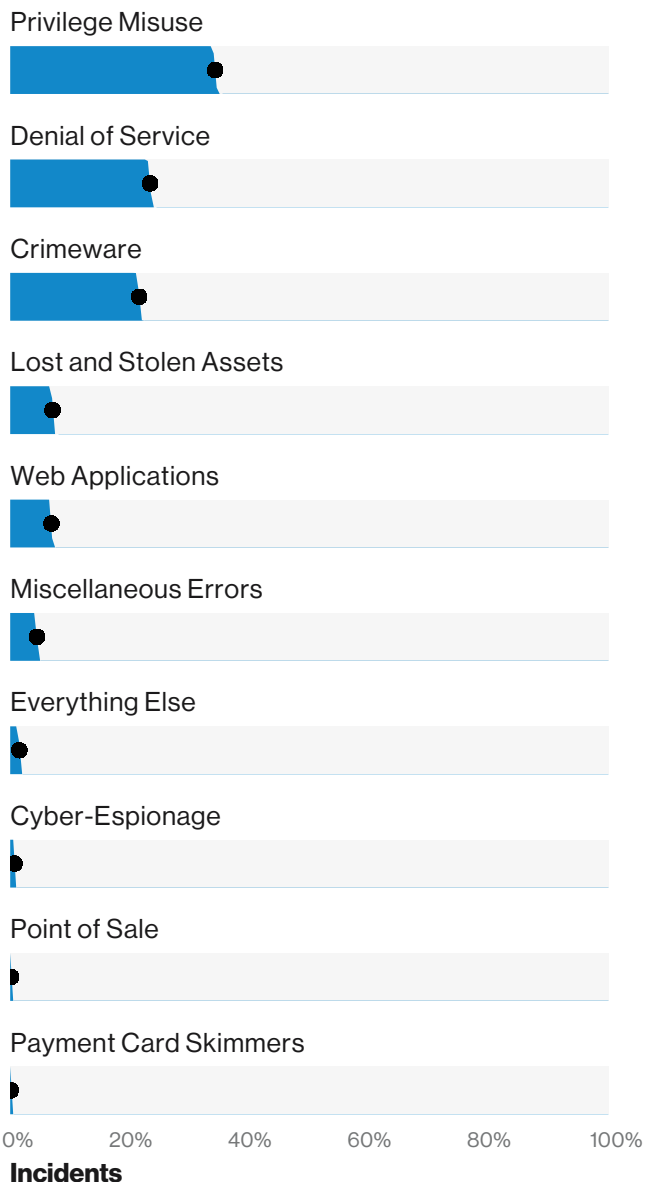 Privilege Misuse
Denial of Service
Crimeware
Lost and Stolen Assets
Web Applications
Miscellaneous Errors
Everything Else
Cyber-Espionage
Point of Sale
Payment Card Skimmers
0% 20% 40% 60% 80% 100%
Incidents